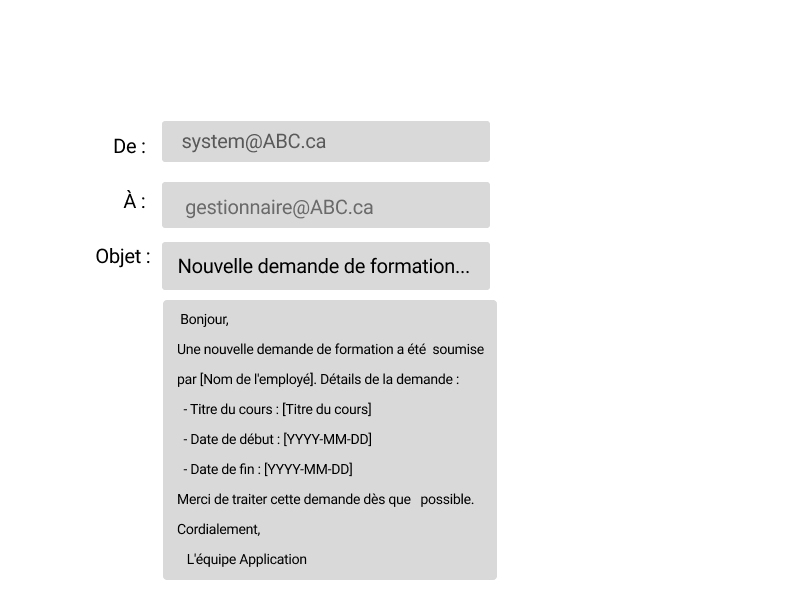 De :
system@ABC.ca
À :
gestionnaire@ABC.ca
Objet :
Nouvelle demande de formation...
Bonjour,
Une nouvelle demande de formation a été soumise
par [Nom de l'employé]. Détails de la demande :
- Titre du cours : [Titre du cours]
- Date de début : [YYYY-MM-DD]
- Date de fin : [YYYY-MM-DD]
Merci de traiter cette demande dès que possible.
Cordialement,
L'équipe Application